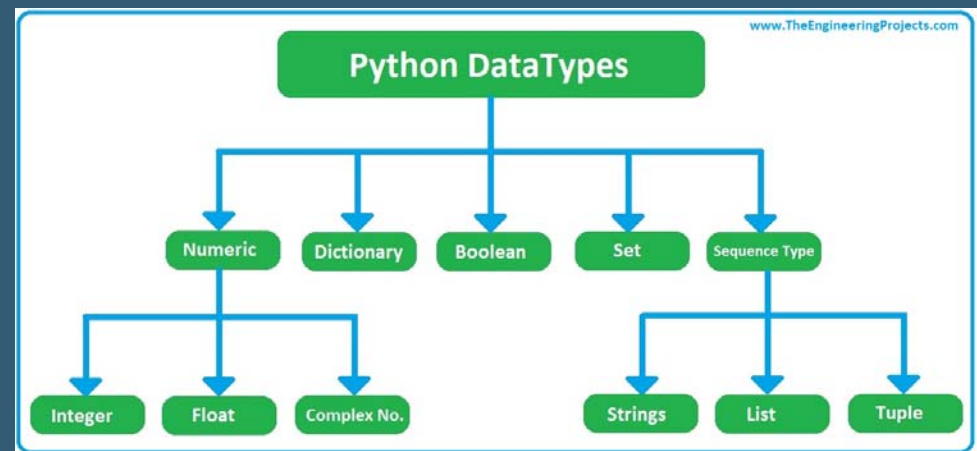 www.TheEngineeringProjects.com
Python DataTypes
Numeric
Dictionary
Boolean
Set
Sequence Type
Integer
Float
Complex No.
Strings
List
Tuple